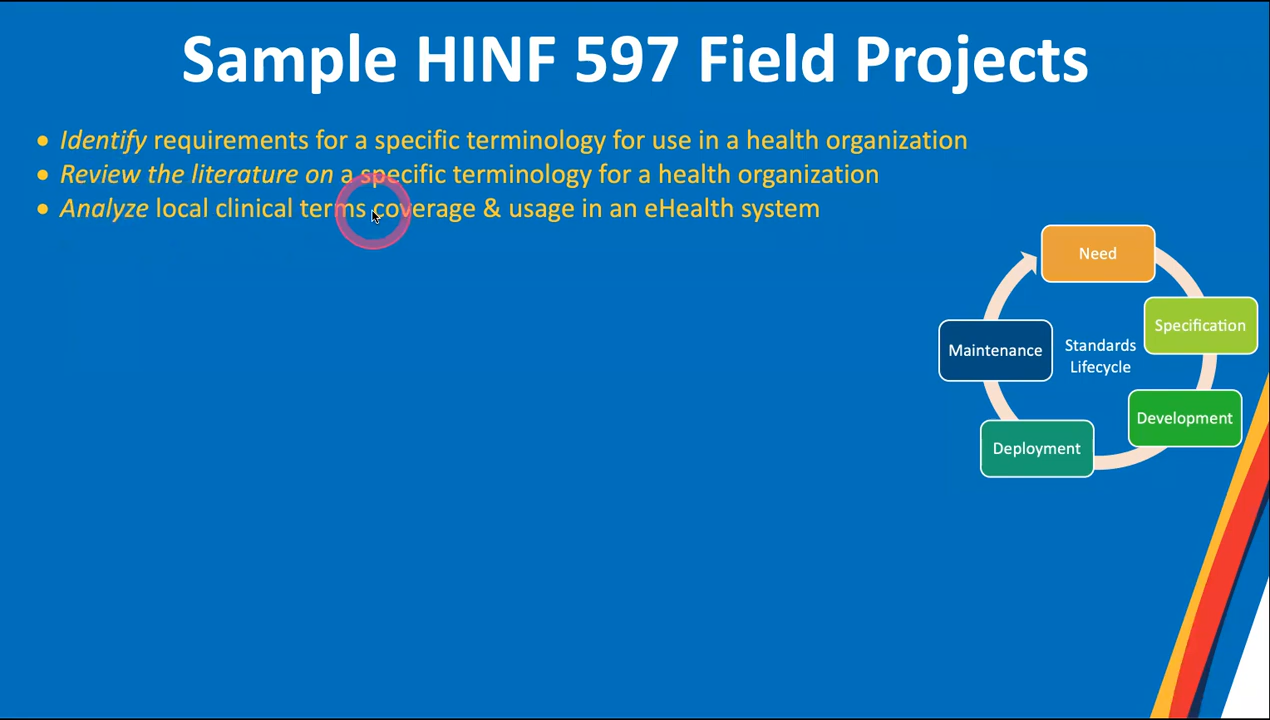 Sample HINF 597 Field Projects
• Identify requirements for a specific terminology for use in a health organization
• Review the literature on a specific terminology for a health organization
• Analyze local clinical terms coverage & usage in an eHealth system
Need
Specification
Maintenance
Standards
Lifecycle
Development
Deployment